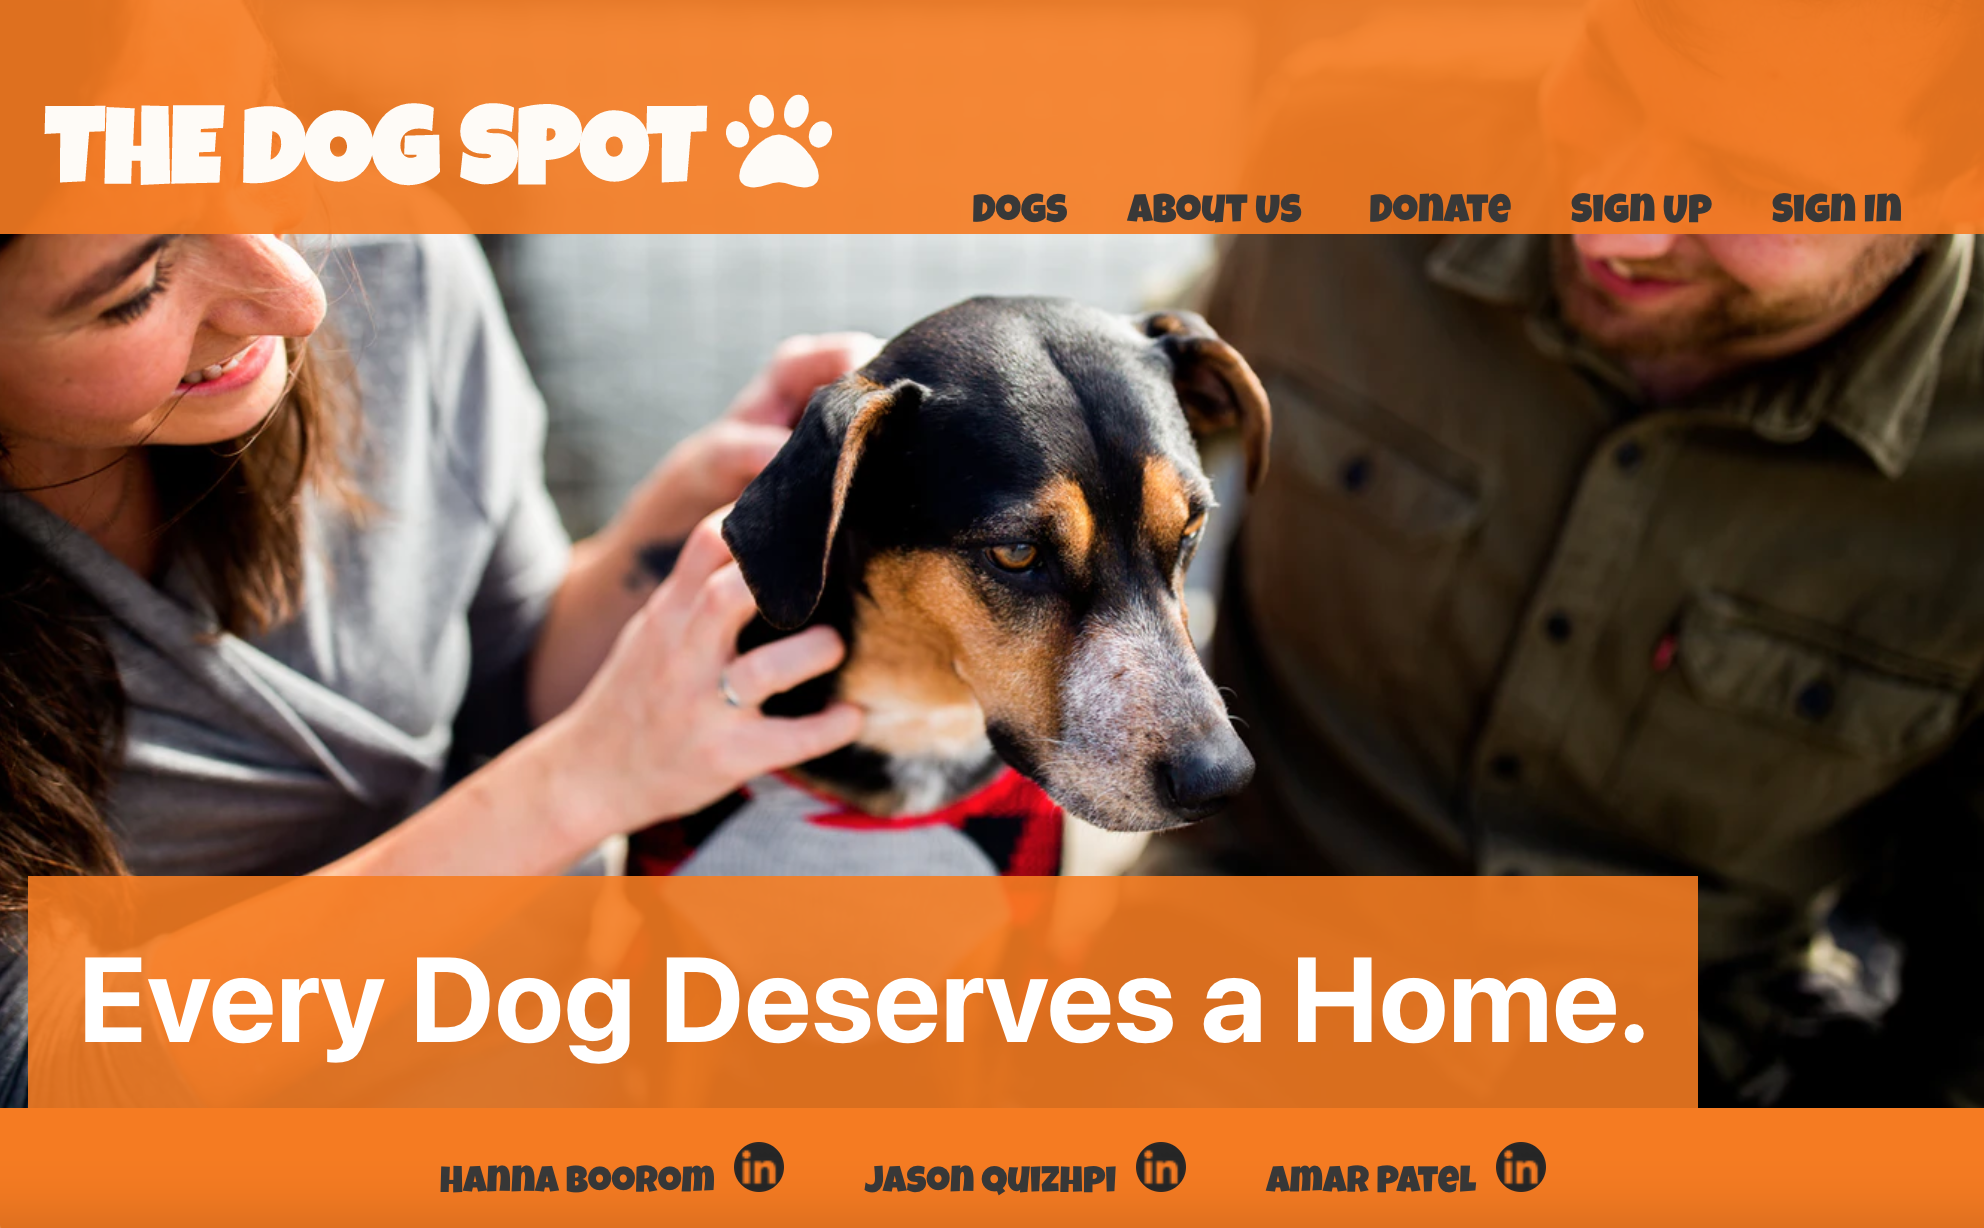 THE DOG SPOT
DOGS ABOUT US DONATE SIGN UP SIGN IN
Every Dog Deserves a Home.
HANNA BOOROM in JASON QUIZHPI in AMAR PATEL in